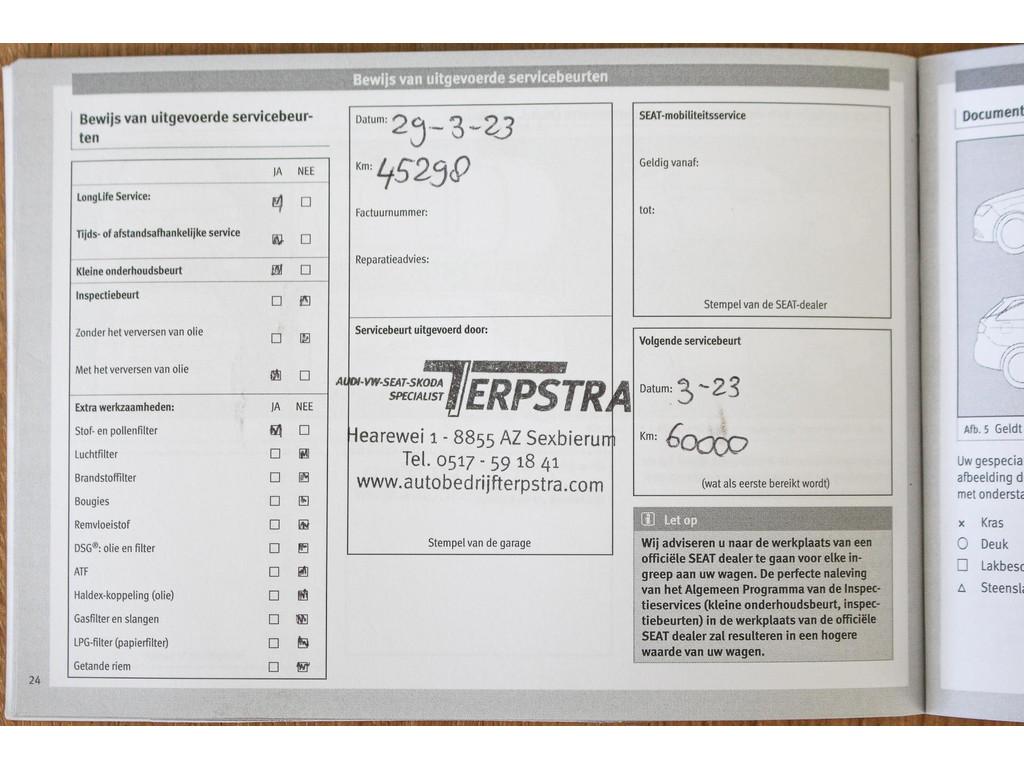 Bewijs van uitgevoerde servicebeurten
Bewijs van uitgevoerde servicebeur-
ten
JA NEE
LongLife Service:
Tijds- of afstandsafhankelijke service
Kleine onderhoudsbeurt
Inspectiebeurt
Zonder het verversen van olie
Met het verversen van olie
Extra werkzaamheden: JA NEE
Stof- en pollenfilter
Luchtfilter
Brandstoffilter
Bougies
Remvloeistof
DSG®: olie en filter
ATF
Haldex-koppeling (olie)
Gasfilter en slangen
LPG-filter (papierfilter)
Getande riem
24
Datum: 29-3-23
Km: 45298
Factuurnummer:
Reparatieadvies:
Servicebeurt uitgevoerd door:
AUDI-VW-SEAT-SKODA
SPECIALIST TERPSTRA
Hearewei 1 - 8855 AZ Sexbierum
Tel. 0517 - 59 18 41
www.autobedrijfterpstra.com
Stempel van de garage
SEAT-mobiliteitsservice
Geldig vanaf:
tot:
Stempel van de SEAT-dealer
Volgende servicebeurt
Datum: 3-23
Km: 60000
(wat als eerste bereikt wordt)
Let op
Wij adviseren u naar de werkplaats van een
officiële SEAT dealer te gaan voor elke in-
greep aan uw wagen. De perfecte naleving
van het Algemeen Programma van de Inspec-
tieservices (kleine onderhoudsbeurt, inspec-
tiebeurten) in de werkplaats van de officiële
SEAT dealer zal resulteren in een hogere
waarde van uw wagen.
Document
Afb. 5 Geldt
Uw gespecia
afbeelding d
met ondersta
x Kras
Deuk
Lakbesc
Steensla